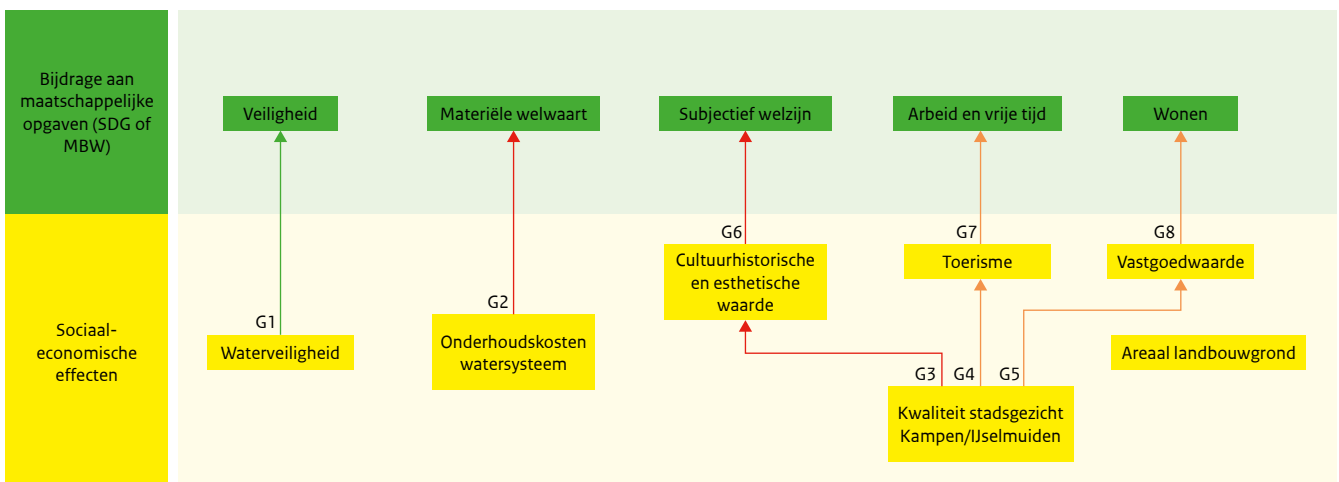 Bijdrage aan
maatschappelijke
opgaven (SDG of
MBW)
Veiligheid
Materiële welwaart
Subjectief welzijn
Arbeid en vrije tijd
Wonen
Sociaal-
economische
effecten
G1
Waterveiligheid
G2
Onderhoudskosten
watersysteem
G6
Cultuurhistorische
en esthetische
waarde
G7
Toerisme
G8
Vastgoedwaarde
Areaal landbouwgrond
G3
G4
G5
Kwaliteit stadsgezicht
Kampen/IJselmuiden